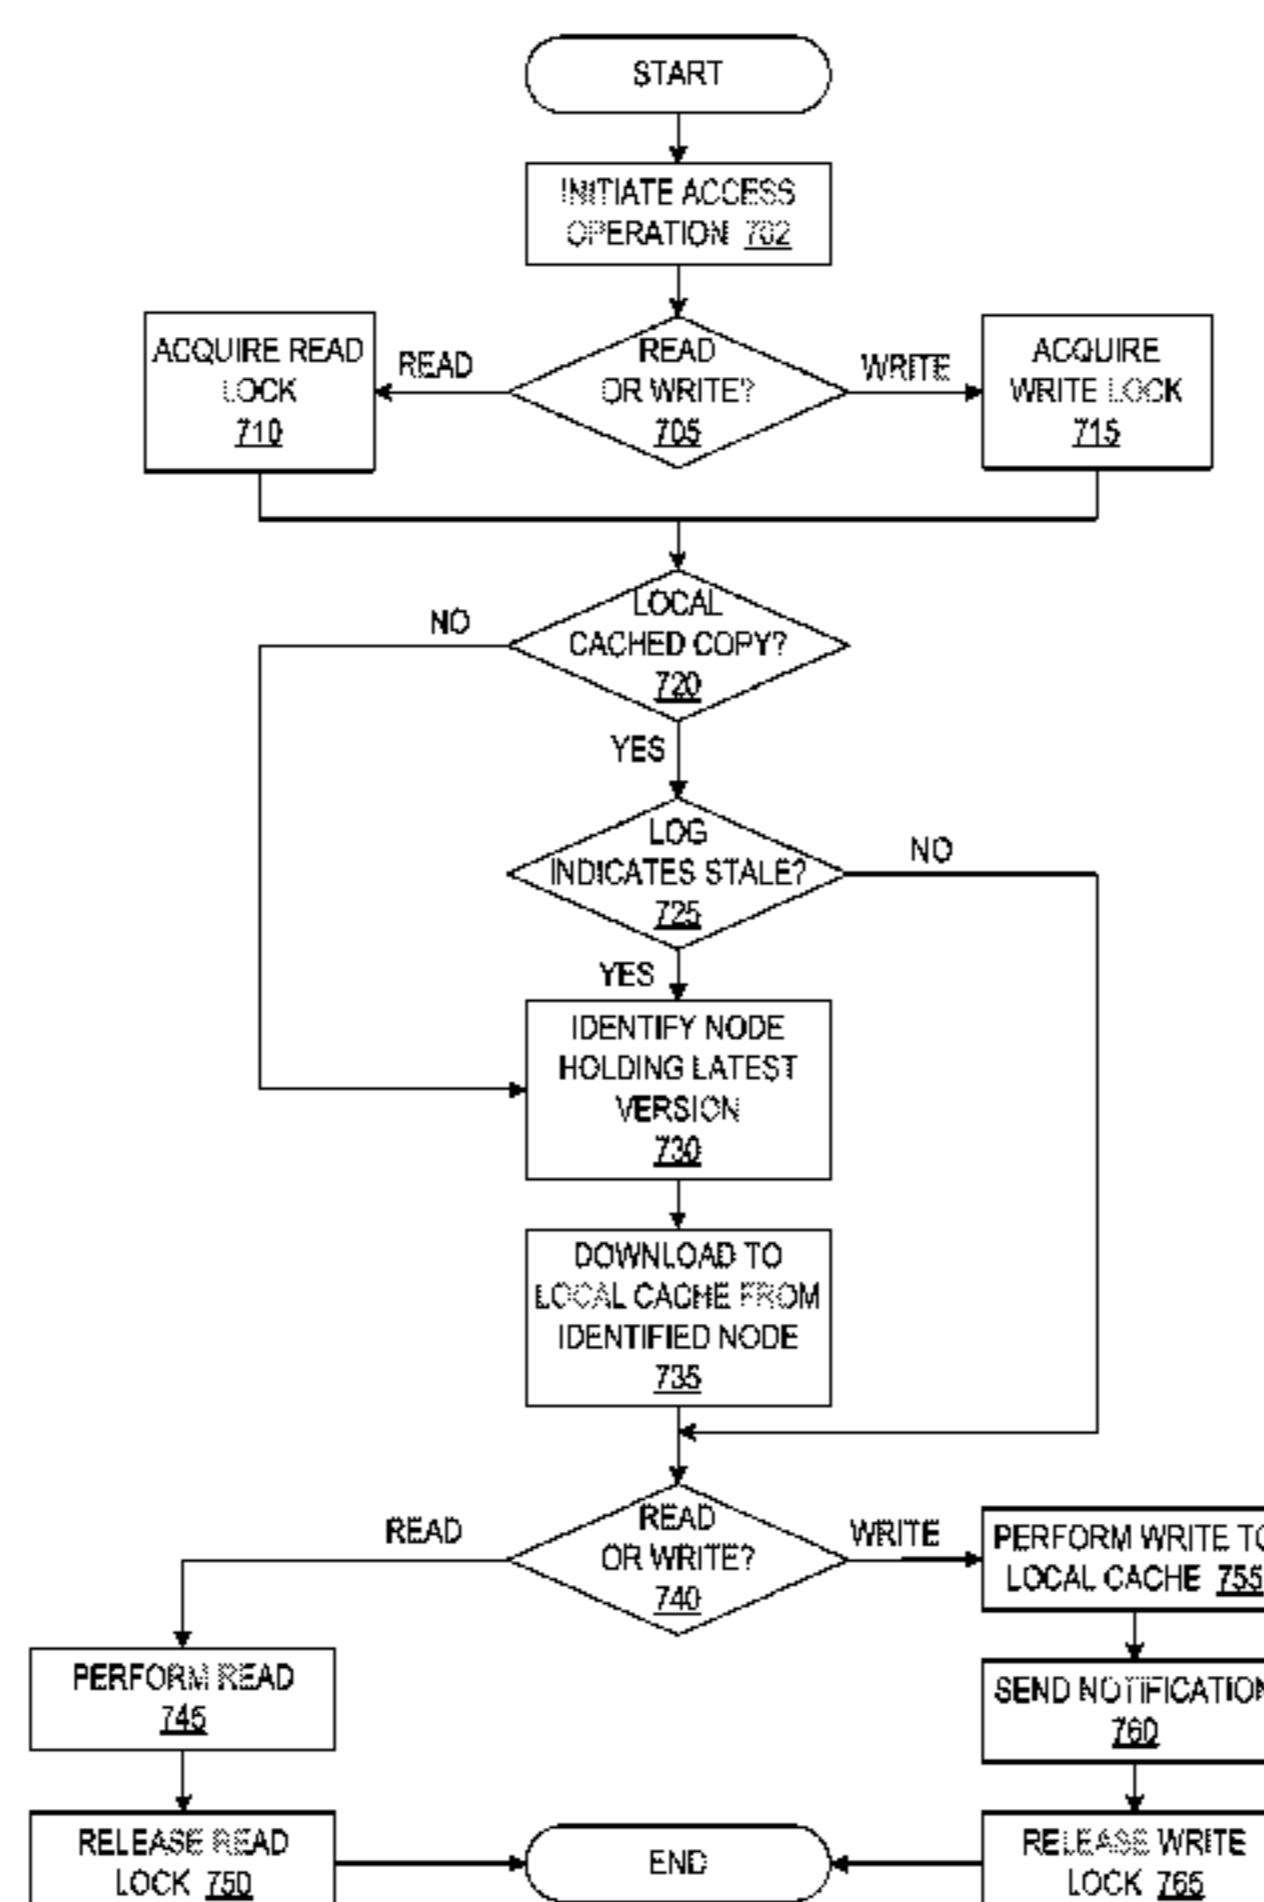 START
INITIATE ACCESS
OPERATION 702
ACQUIRE READ
LOCK
710
READ
READ
OR WRITE?
705
WRITE
ACQUIRE
WRITE LOCK
715
LOCAL
CACHED COPY?
720
NO
YES
LOG
INDICATES STALE?
725
NO
YES
IDENTIFY NODE
HOLDING LATEST
VERSION
730
DOWNLOAD TO
LOCAL CACHE FROM
IDENTIFIED NODE
735
READ
READ
OR WRITE?
740
WRITE
PERFORM WRITE TO
LOCAL CACHE 755
PERFORM READ
745
SEND NOTIFICATION
760
RELEASE READ
LOCK 750
END
RELEASE WRITE
LOCK 765